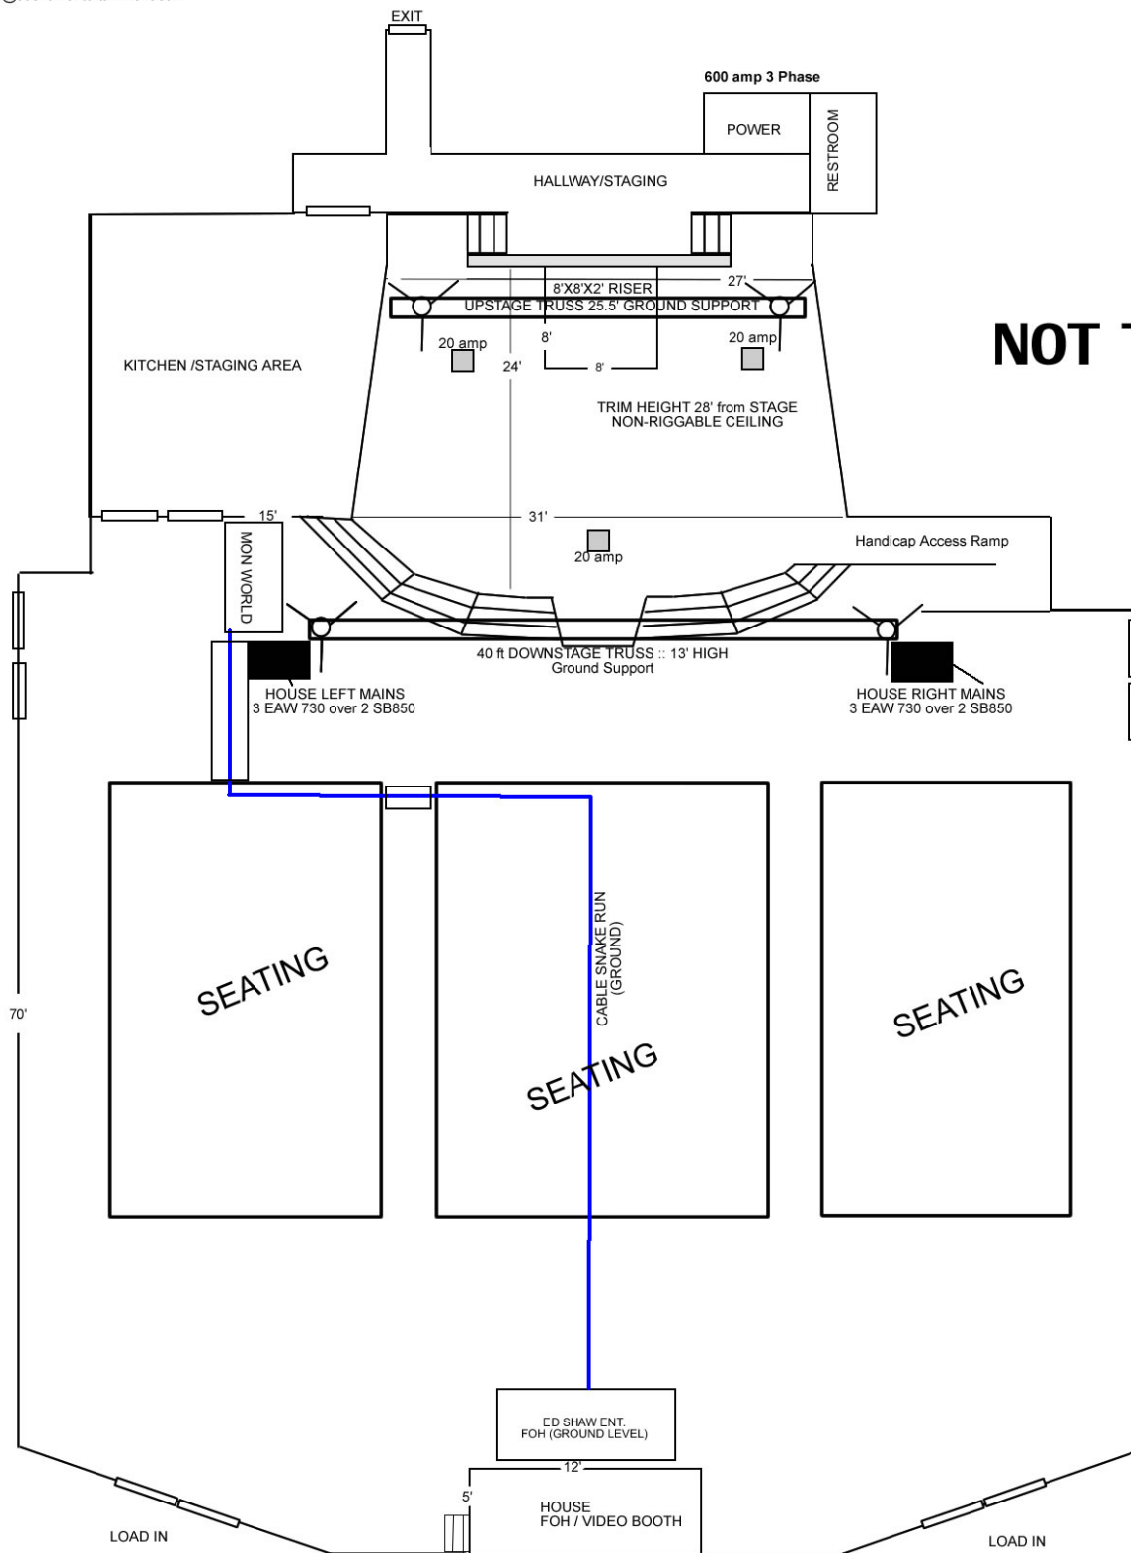 EXIT
600 amp 3 Phase
POWER
RESTROOM
HALLWAY/STAGING
27'
8'X8'X2' RISER
UPSTAGE TRUSS 25.5' GROUND SUPPORT
NOT
20 amp
8'
20 amp
KITCHEN /STAGING AREA
24'
8'
TRIM HEIGHT 28' from STAGE
NON-RIGGABLE CEILING
15'
31'
MON WORLD
20 amp
Handicap Access Ramp
40 ft DOWNSTAGE TRUSS :: 13' HIGH
Ground Support
HOUSE LEFT MAINS
3 EAW 730 over 2 SB850
HOUSE RIGHT MAINS
3 EAW 730 over 2 SB850
CABLE SNAKE RUN
(GROUND)
SEATING
SEATING
SEATING
70'
ED SHAW ENT.
FOH (GROUND LEVEL)
12'
5'
HOUSE
FOH / VIDEO BOOTH
LOAD IN
LOAD IN